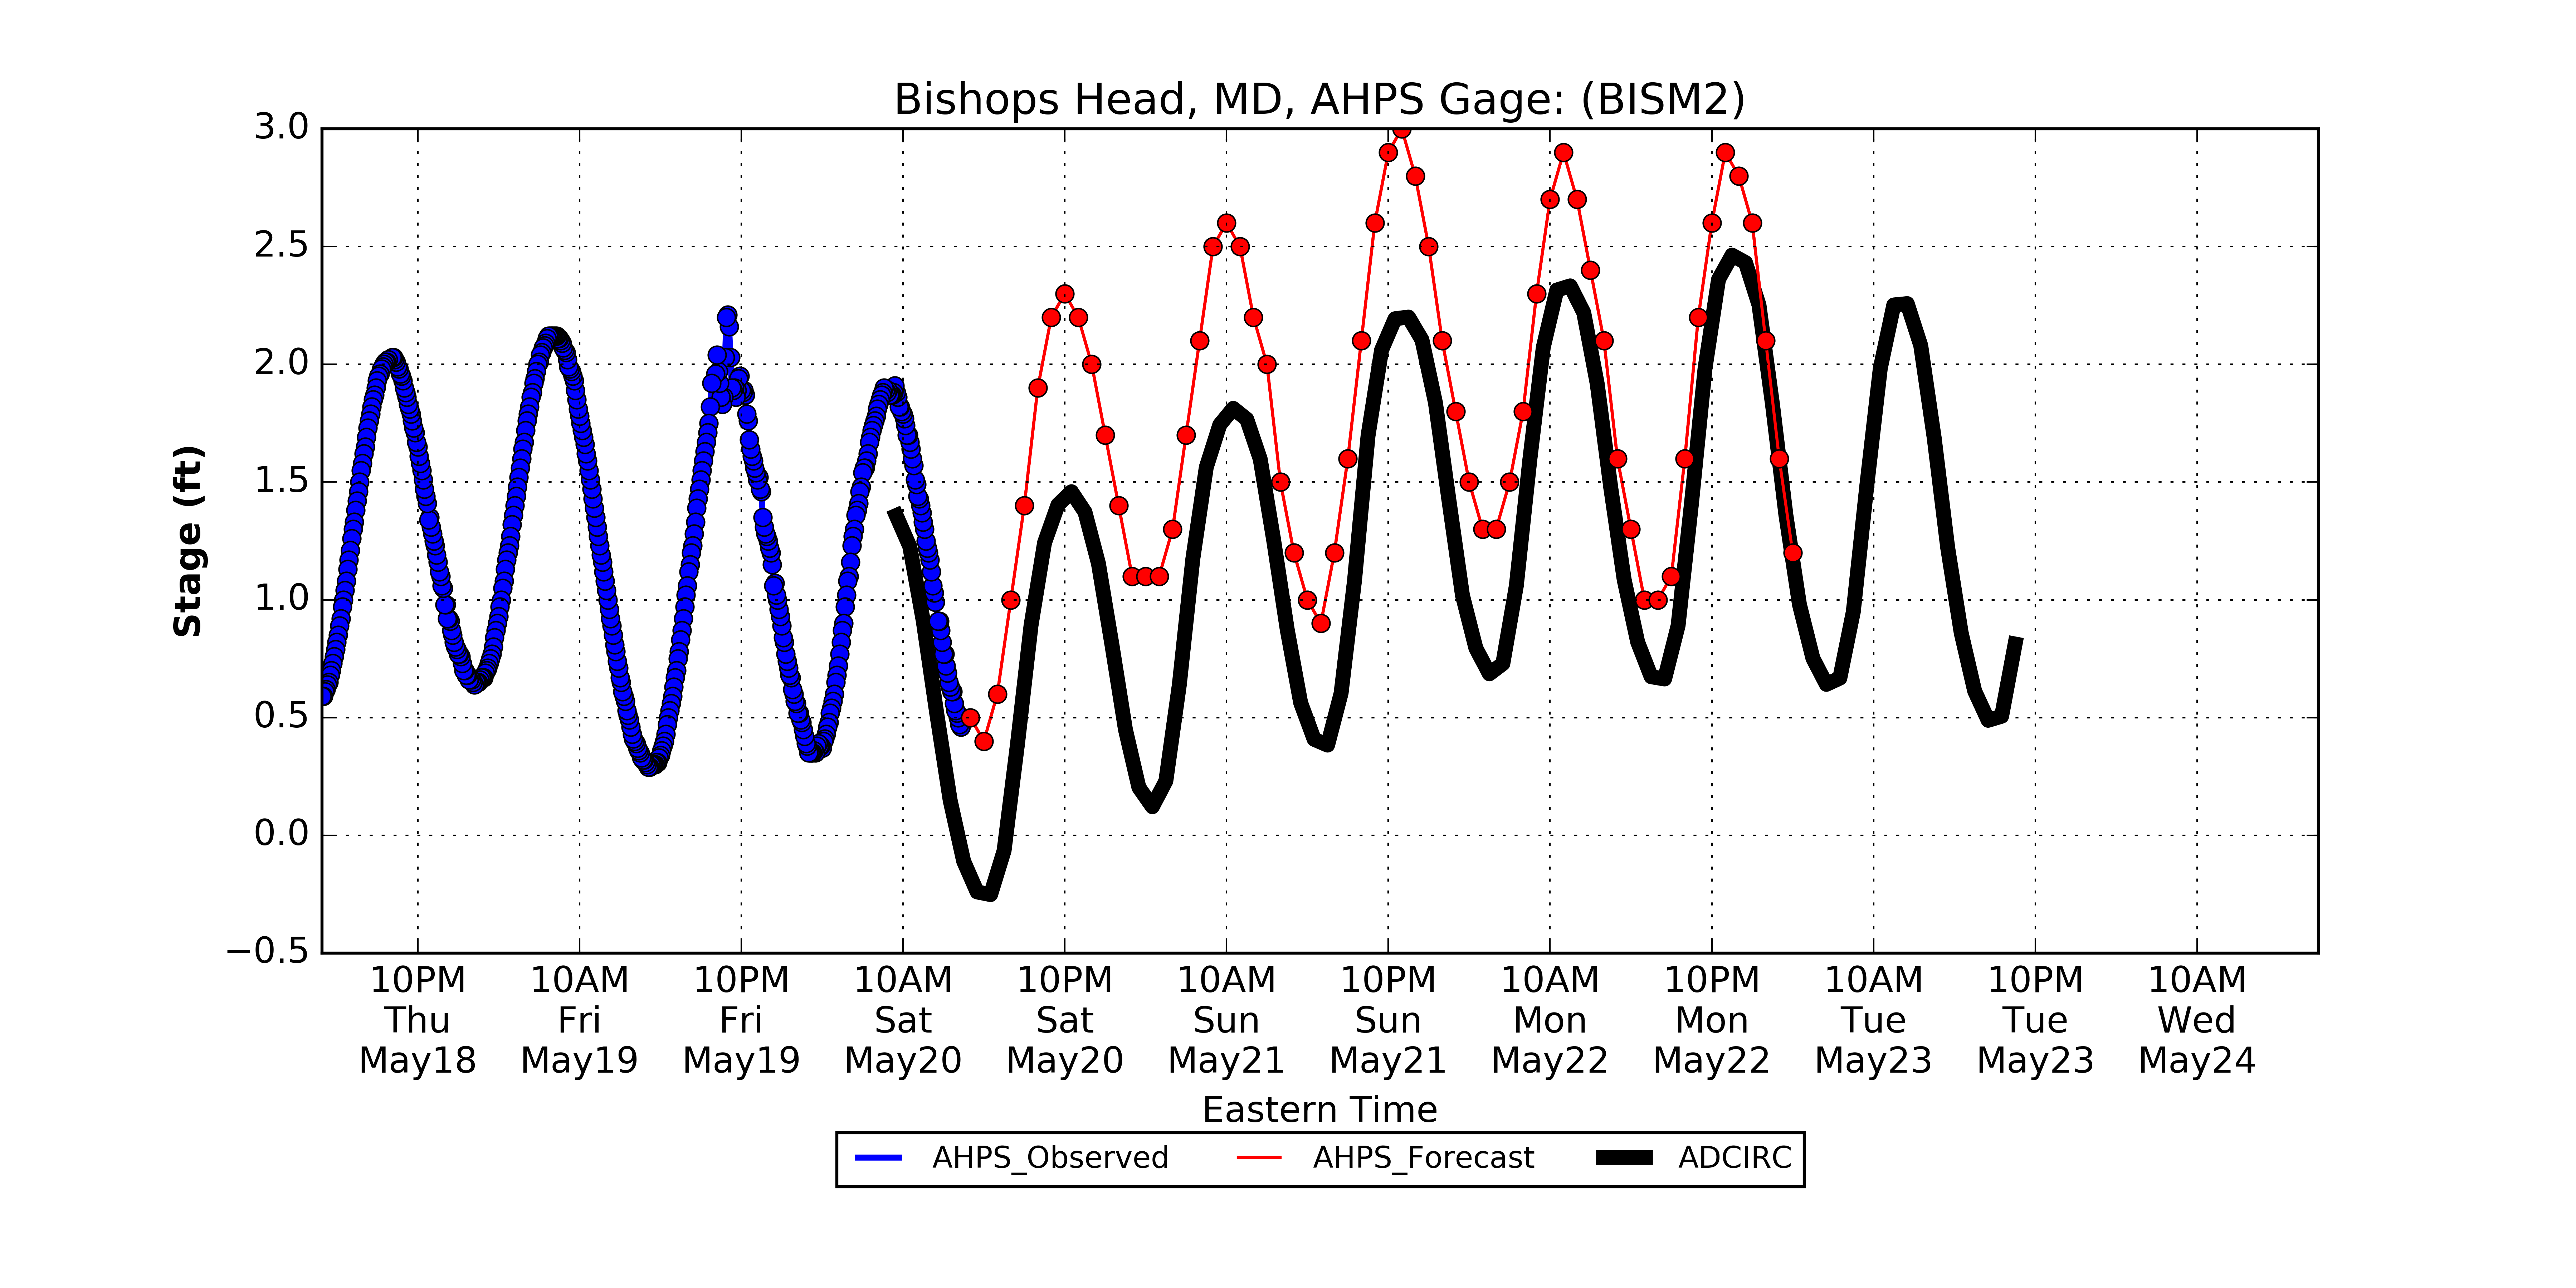 Bishops Head, MD, AHPS Gage: (BISM2)
Stage (ft)
3.0
2.5
2.0
1.5
1.0
0.5
0.0
−0.5
10PM 10AM 10PM 10AM 10PM 10AM 10PM 10AM 10PM 10AM 10PM 10AM
Thu Fri Fri Sat Sat Sun Sun Mon Mon Tue Tue Wed
May18 May19 May19 May20 May20 May21 May21 May22 May22 May23 May23 May24
Eastern Time
AHPS_Observed AHPS_Forecast ADCIRC